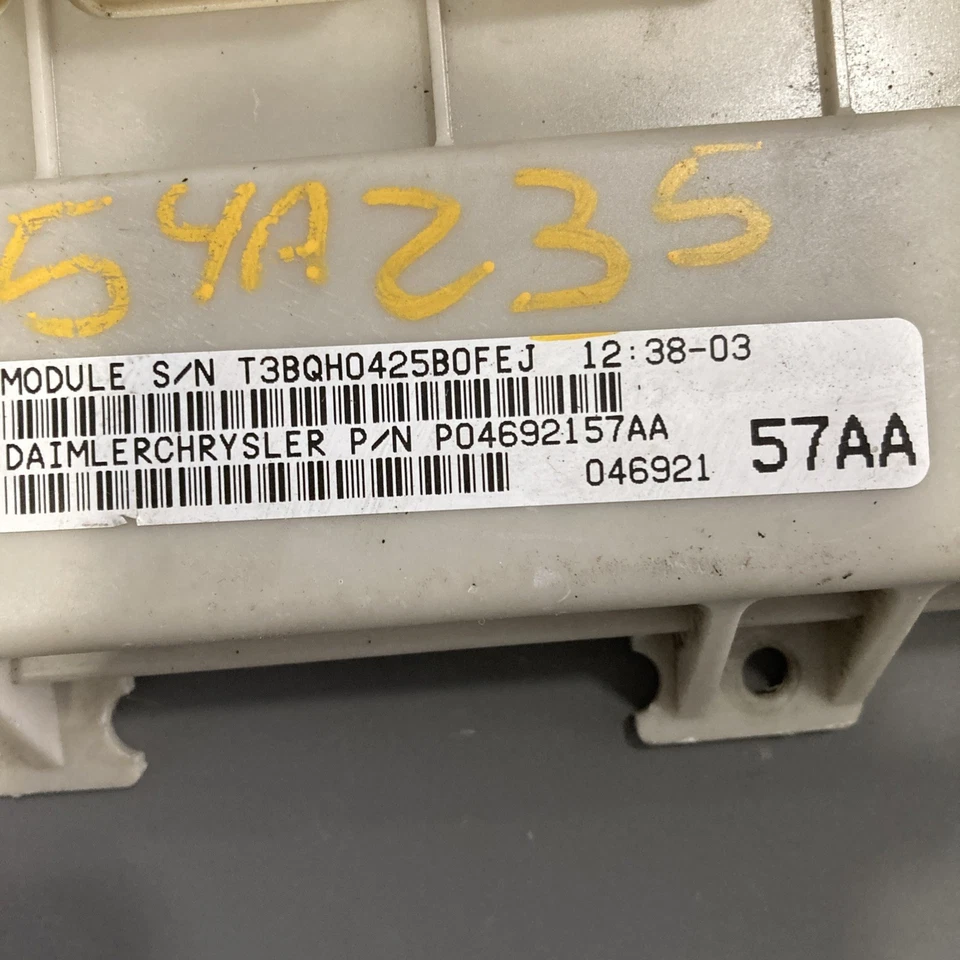 54A235
MODULE S/N T3BQH0425B0FEJ 12:38-03
DAIMLERCHRYSLER P/N P04692157AA
046921 57AA